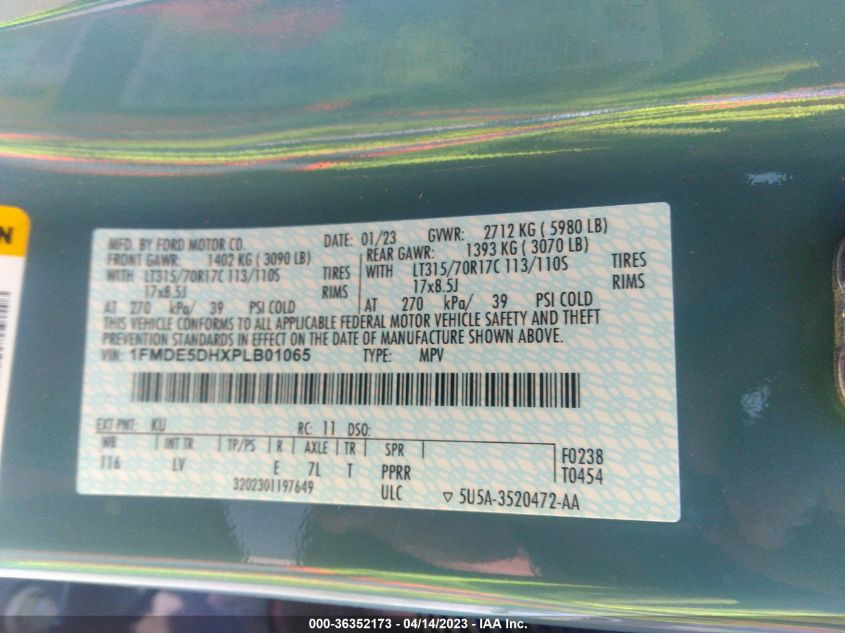 N
MFD. BY FORD MOTOR CO. DATE: 01/23 GVWR: 2712 KG ( 5980 LB)
FRONT GAWR: 1402 KG ( 3090 LB) REAR GAWR: 1393 KG ( 3070 LB)
WITH LT315/70R17C 113/110S TIRES WITH LT315/70R17C 113/110S TIRES
17x8.5J RIMS 17x8.5J RIMS
AT 270 kPa/ 39 PSI COLD AT 270 kPa/ 39 PSI COLD
THIS VEHICLE CONFORMS TO ALL APPLICABLE FEDERAL MOTOR VEHICLE SAFETY AND THEFT
PREVENTION STANDARDS IN EFFECT ON THE DATE OF MANUFACTURE SHOWN ABOVE.
VIN: 1FMDE5DHXPLB01065 TYPE: MPV
EXT PNT: KU RC: 11 DSO:
WB INT TR TP/PS R AXLE TR SPR F0238
116 LV E 7L T PPRR T0454
3202301197649 ULC ▽ 5U5A-3520472-AA
000-36352173 - 04/14/2023 - IAA Inc.